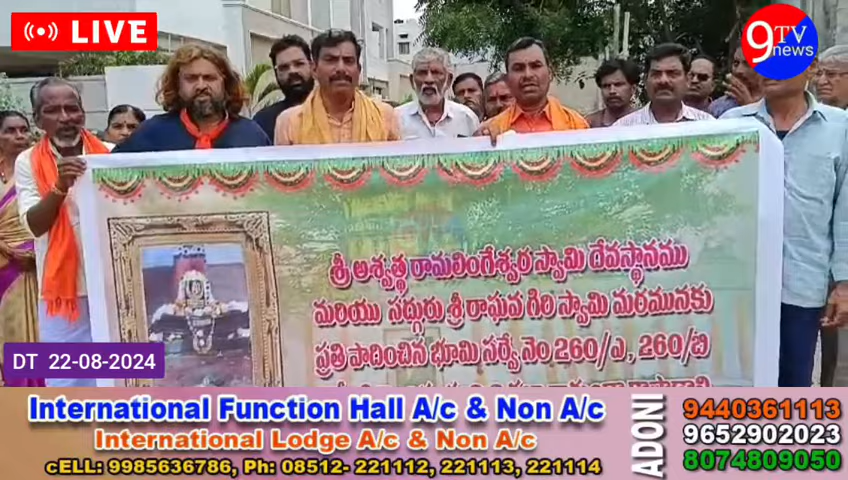 LIVE
9
TV
news
శ్రీ అశ్వత్థ రామలింగేశ్వర స్వామి దేవస్థానము
మరియు సద్గురు శ్రీ రాఘవ గిరి స్వామి మఠమునకు
ప్రతి పాదించిన భూమి సర్వే నెం 260/ఎ, 260/బి
DT 22-08-2024
International Function Hall A/c & Non A/c
International Lodge A/c & Non A/c
cELL: 9985636786, Ph: 08512- 221112, 221113, 221114
ADONI
9440361113
9652902023
8074809050